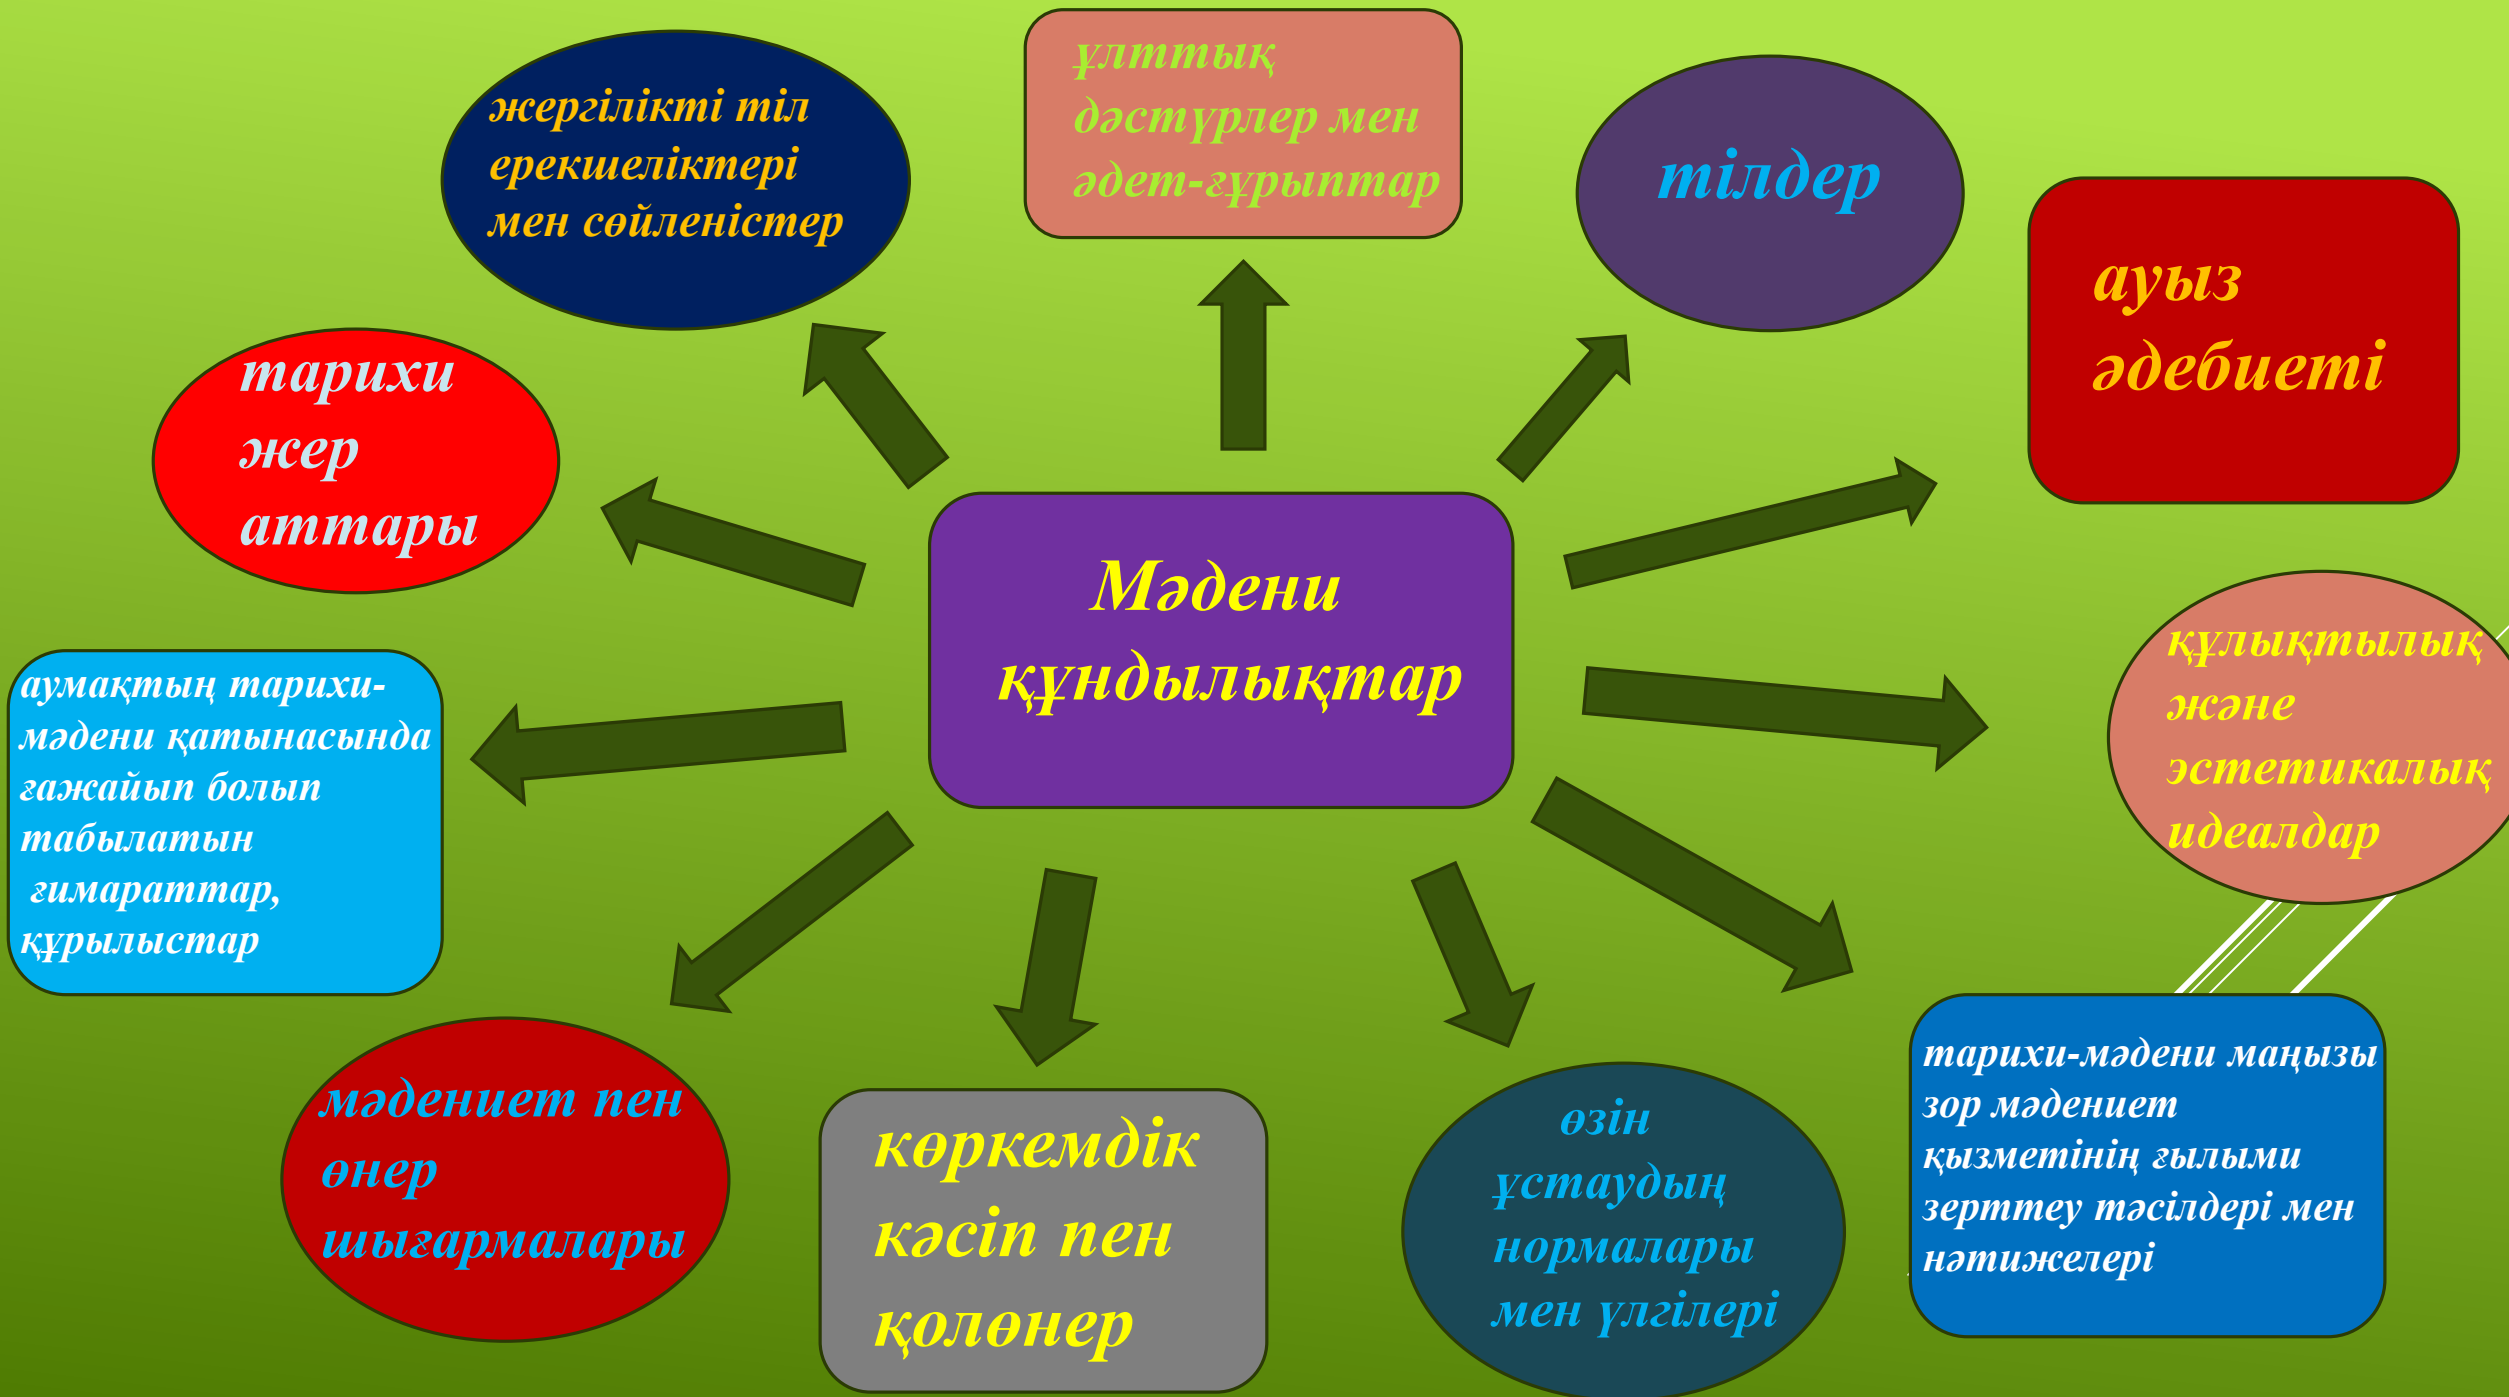 ұлттық
дәстүрлер мен
әдет-ғұрыптар
жергілікті тіл
ерекшеліктері
мен сөйленістер
тілдер
ауыз
әдебиеті
тарихи
жер
аттары
Мәдени
құндылықтар
құлықтылық
және
эстетикалық
идеалдар
аумақтың тарихи-
мәдени қатынасында
ғажайып болып
табылатын
ғимараттар,
құрылыстар
тарихи-мәдени маңызы
зор мәдениет
қызметінің ғылыми
зерттеу тәсілдері мен
нәтижелері
мәдениет пен
өнер
шығармалары
көркемдік
кәсіп пен
қолөнер
өзін
ұстаудың
нормалары
мен үлгілері